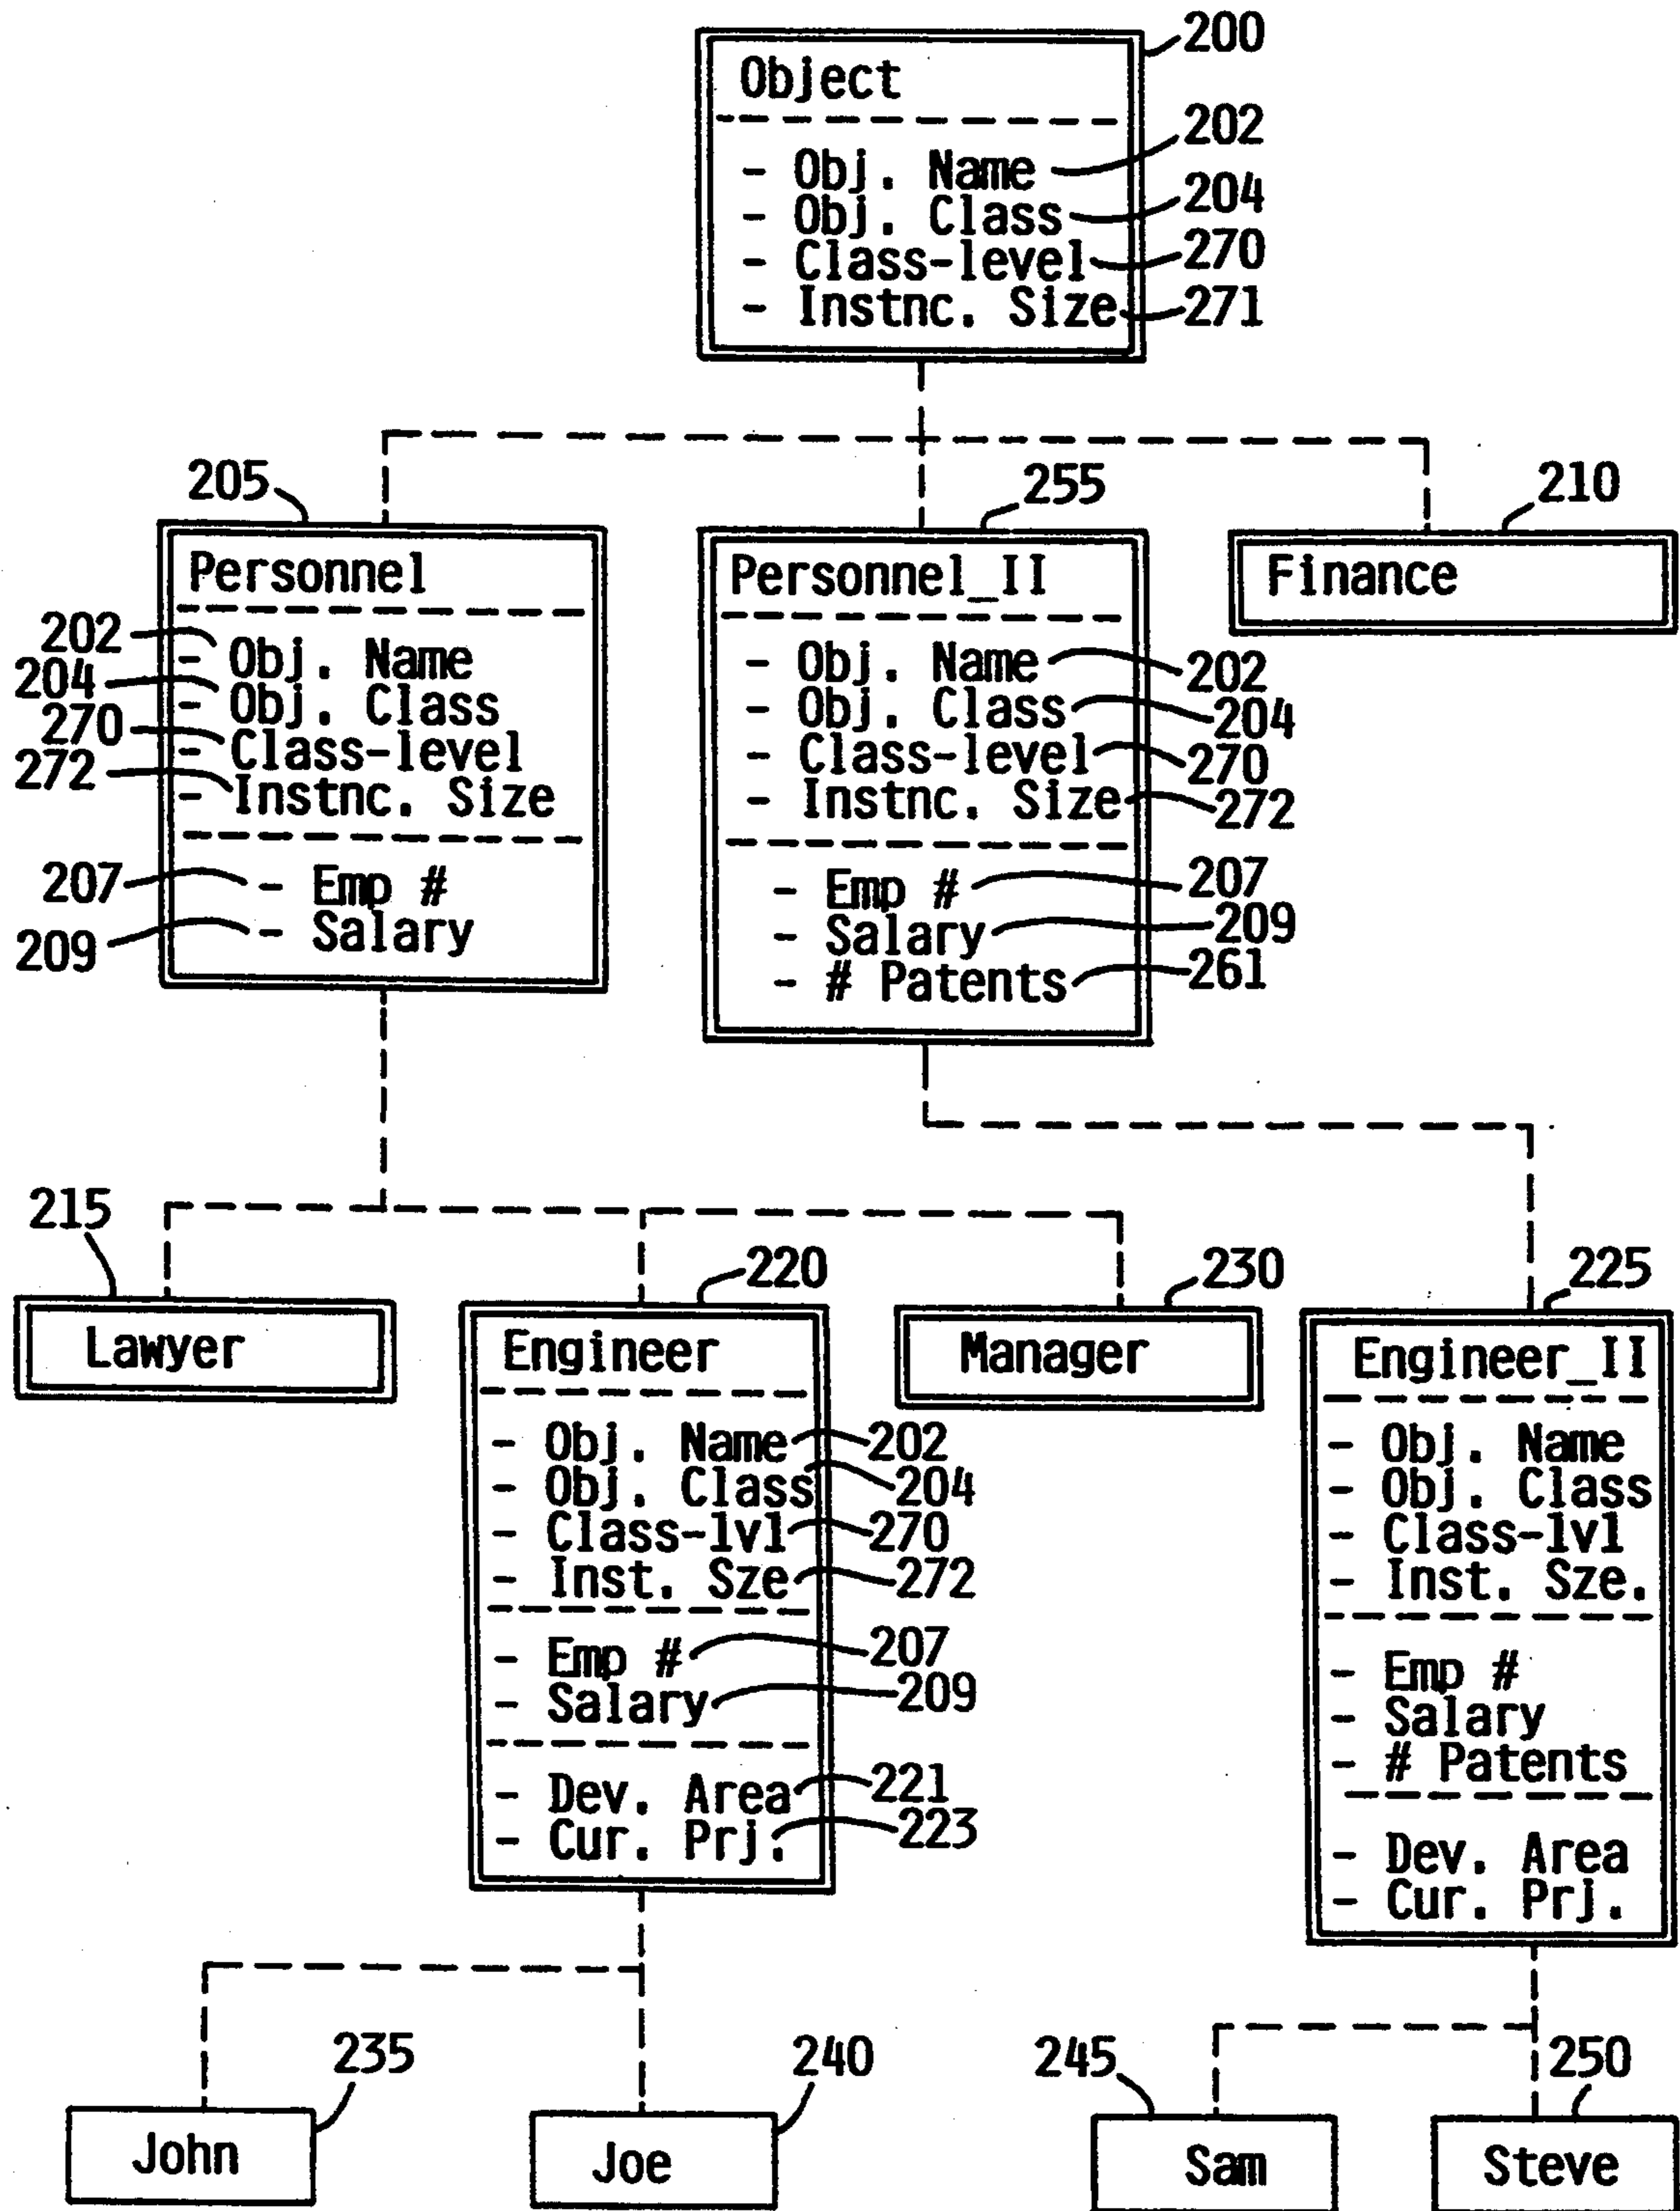 200
Object
- Obj. Name 202
- Obj. Class 204
- Class-level 270
- Instnc. Size 271
205
Personnel
202 - Obj. Name
204 - Obj. Class
270 - Class-level
272 - Instnc. Size
207 - Emp #
209 - Salary
255
Personnel_II
- Obj. Name 202
- Obj. Class 204
- Class-level 270
- Instnc. Size 272
- Emp # 207
- Salary 209
- # Patents 261
210
Finance
215
Lawyer
220
Engineer
- Obj. Name 202
- Obj. Class 204
- Class-lvl 270
- Inst. Sze 272
- Emp # 207
- Salary 209
- Dev. Area 221
- Cur. Prj. 223
230
Manager
225
Engineer_II
- Obj. Name
- Obj. Class
- Class-lvl
- Inst. Sze.
- Emp #
- Salary
- # Patents
- Dev. Area
- Cur. Prj.
235
John
240
Joe
245
Sam
250
Steve